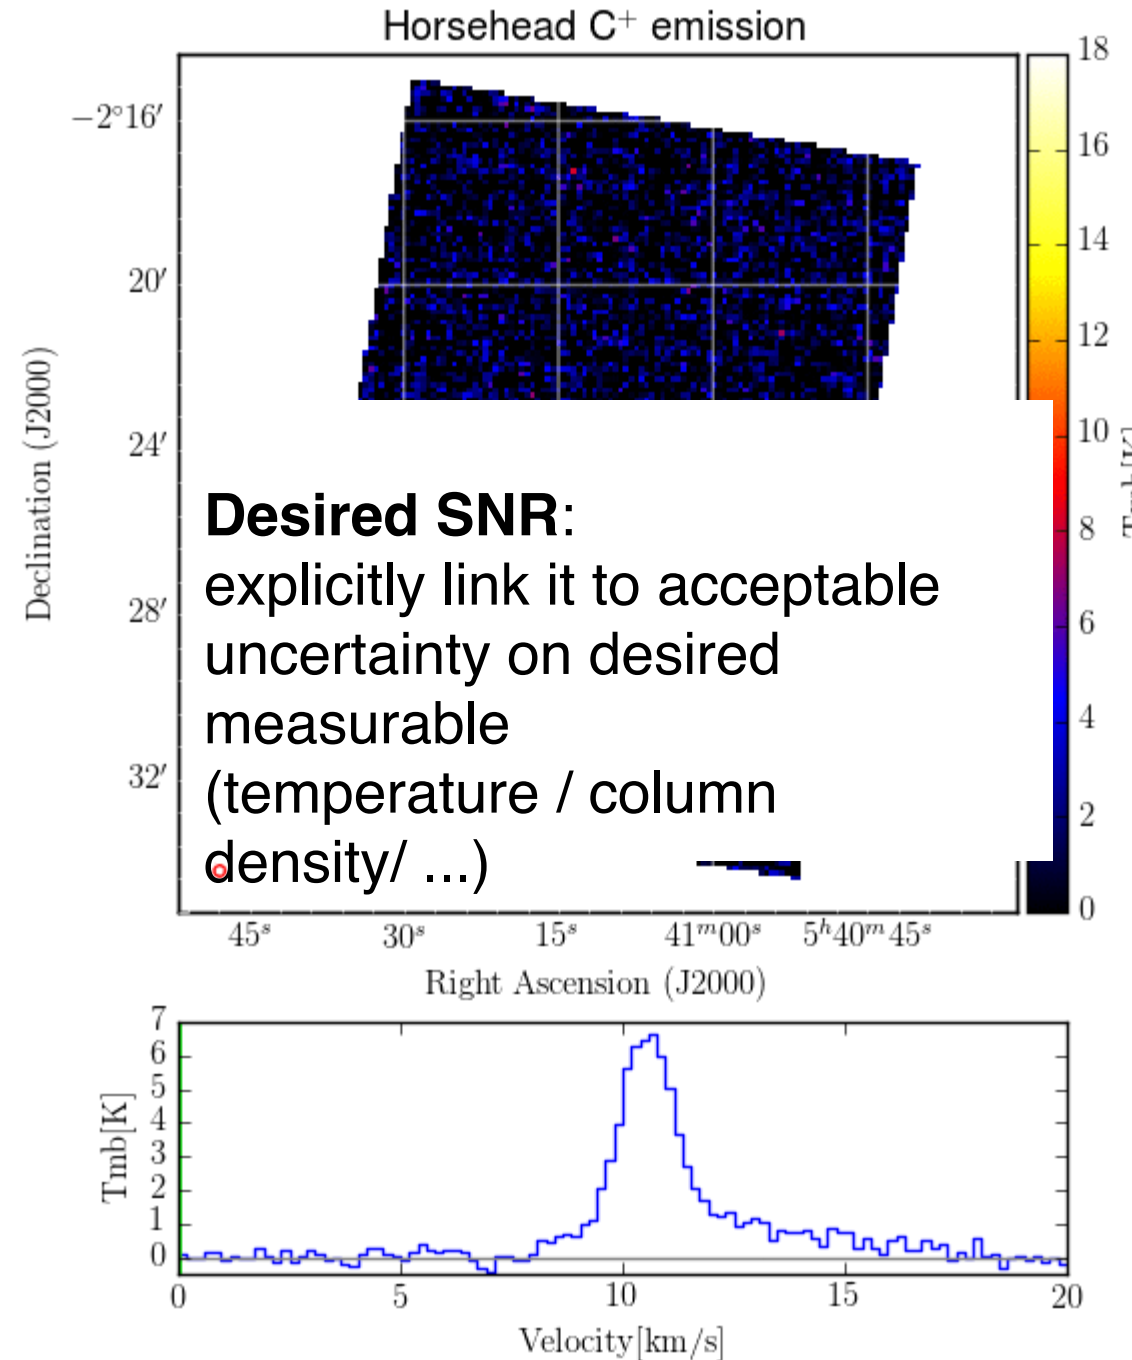 Horsehead C⁺ emission
18
−2°16′
16
20′
14
12
24′
10
Declination (J2000)
Tmb[K]
Desired SNR:
8
explicitly link it to acceptable
28′
6
uncertainty on desired
measurable
4
32′
(temperature / column
2
density/ ...)
0
45ˢ 30ˢ 15ˢ 41ᵐ00ˢ 5ʰ40ᵐ45ˢ
Right Ascension (J2000)
7
6
5
4
3
2
1
0
Tmb[K]
0 5 10 15 20
Velocity[km/s]